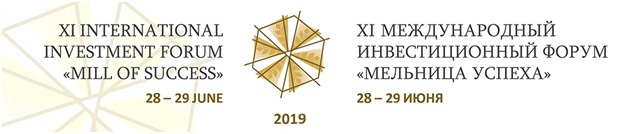 XI INTERNATIONAL
INVESTMENT FORUM
«MILL OF SUCCESS»
28 – 29 JUNE
2019
XI МЕЖДУНАРОДНЫЙ
ИНВЕСТИЦИОННЫЙ ФОРУМ
«МЕЛЬНИЦА УСПЕХА»
28 – 29 ИЮНЯ